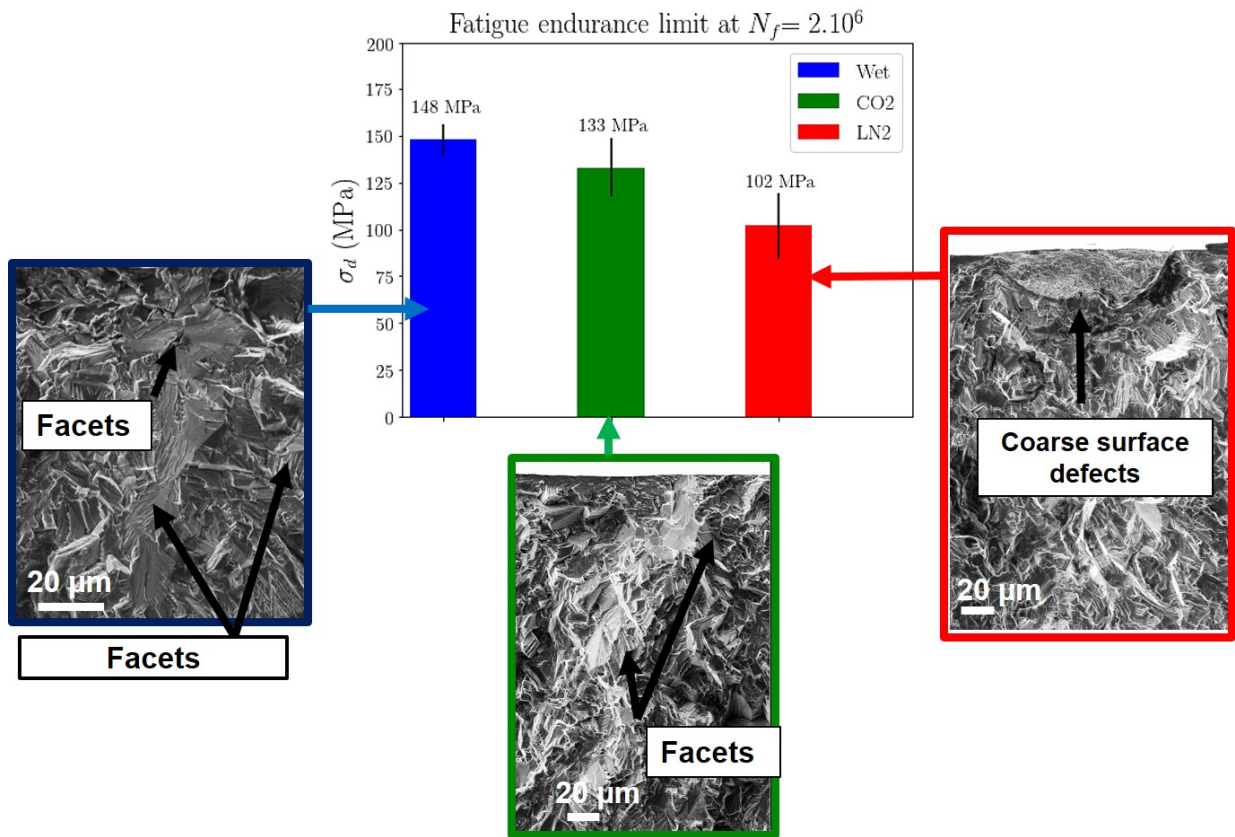 Fatigue endurance limit at N_f= 2.10⁶
200
175
150
125
100
75
50
25
0
σ_d (MPa)
148 MPa
133 MPa
102 MPa
Wet
CO2
LN2
Facets
20 µm
Facets
Facets
20 µm
Coarse surface
defects
20 µm